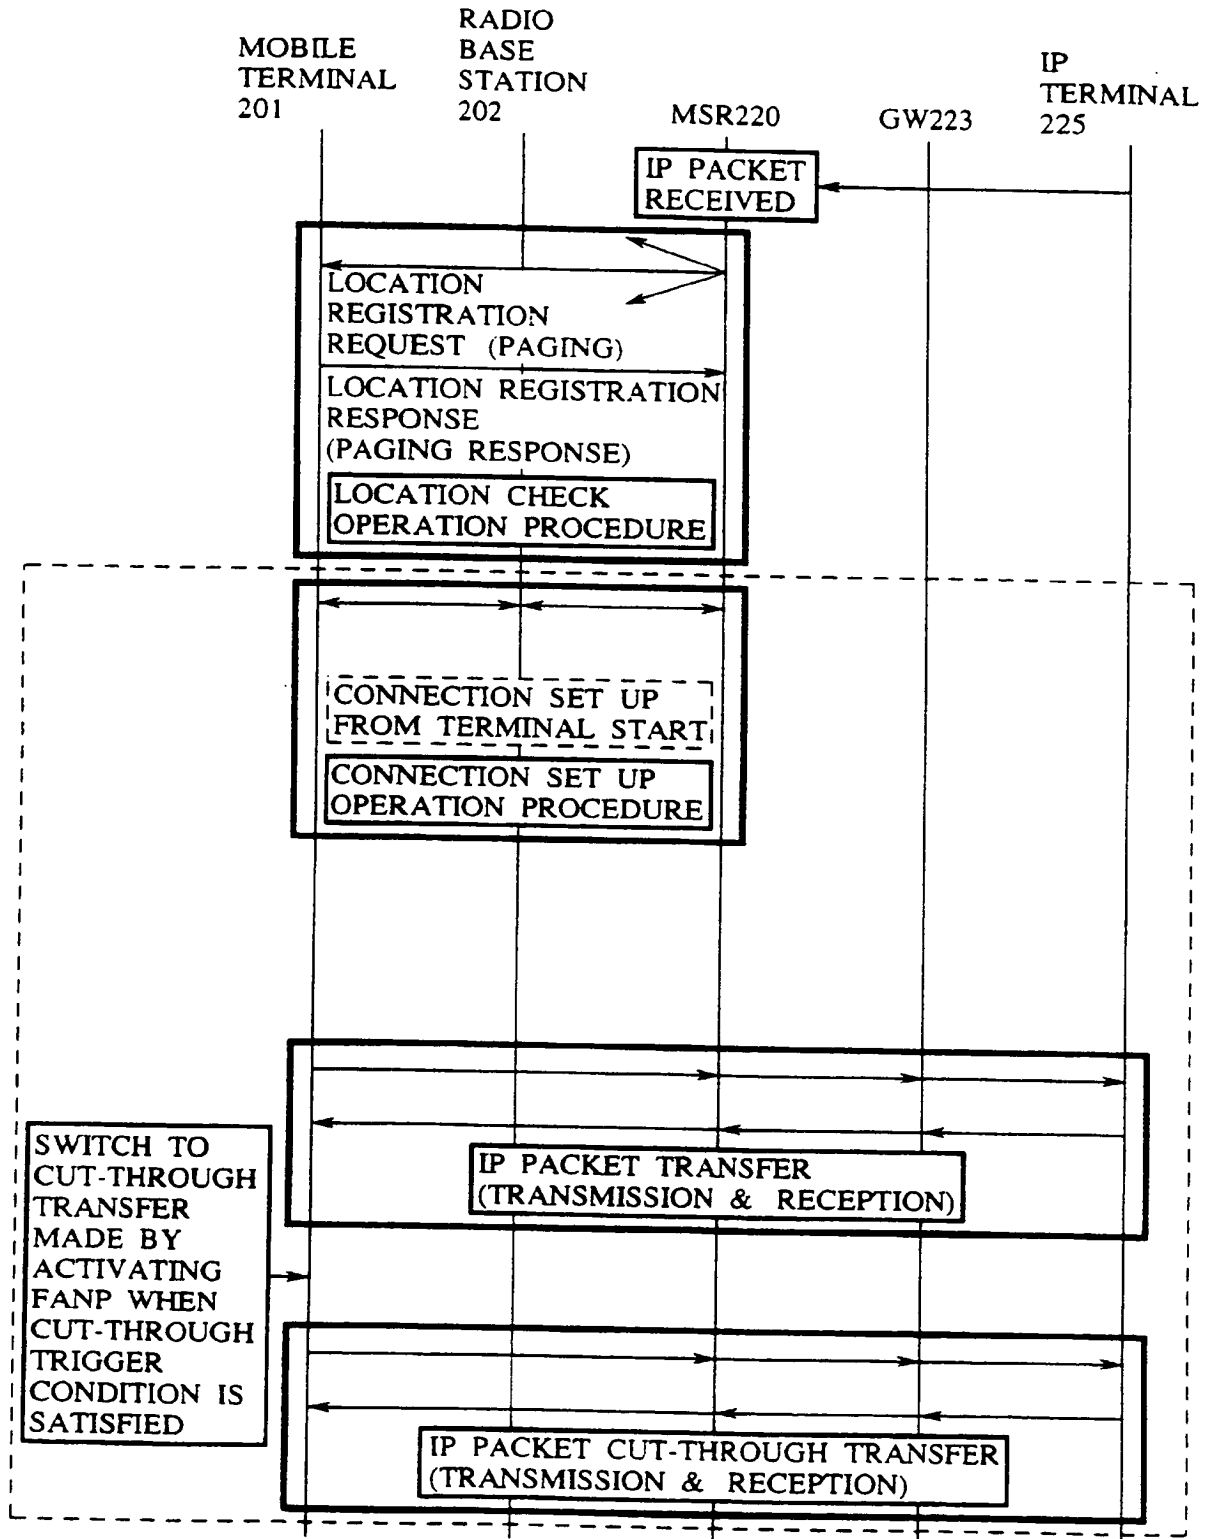 MOBILE
TERMINAL
201
RADIO
BASE
STATION
202
MSR220
GW223
IP
TERMINAL
225
IP PACKET
RECEIVED
LOCATION
REGISTRATION
REQUEST (PAGING)
LOCATION REGISTRATION
RESPONSE
(PAGING RESPONSE)
LOCATION CHECK
OPERATION PROCEDURE
CONNECTION SET UP
FROM TERMINAL START
CONNECTION SET UP
OPERATION PROCEDURE
IP PACKET TRANSFER
(TRANSMISSION & RECEPTION)
SWITCH TO
CUT-THROUGH
TRANSFER
MADE BY
ACTIVATING
FANP WHEN
CUT-THROUGH
TRIGGER
CONDITION IS
SATISFIED
IP PACKET CUT-THROUGH TRANSFER
(TRANSMISSION & RECEPTION)